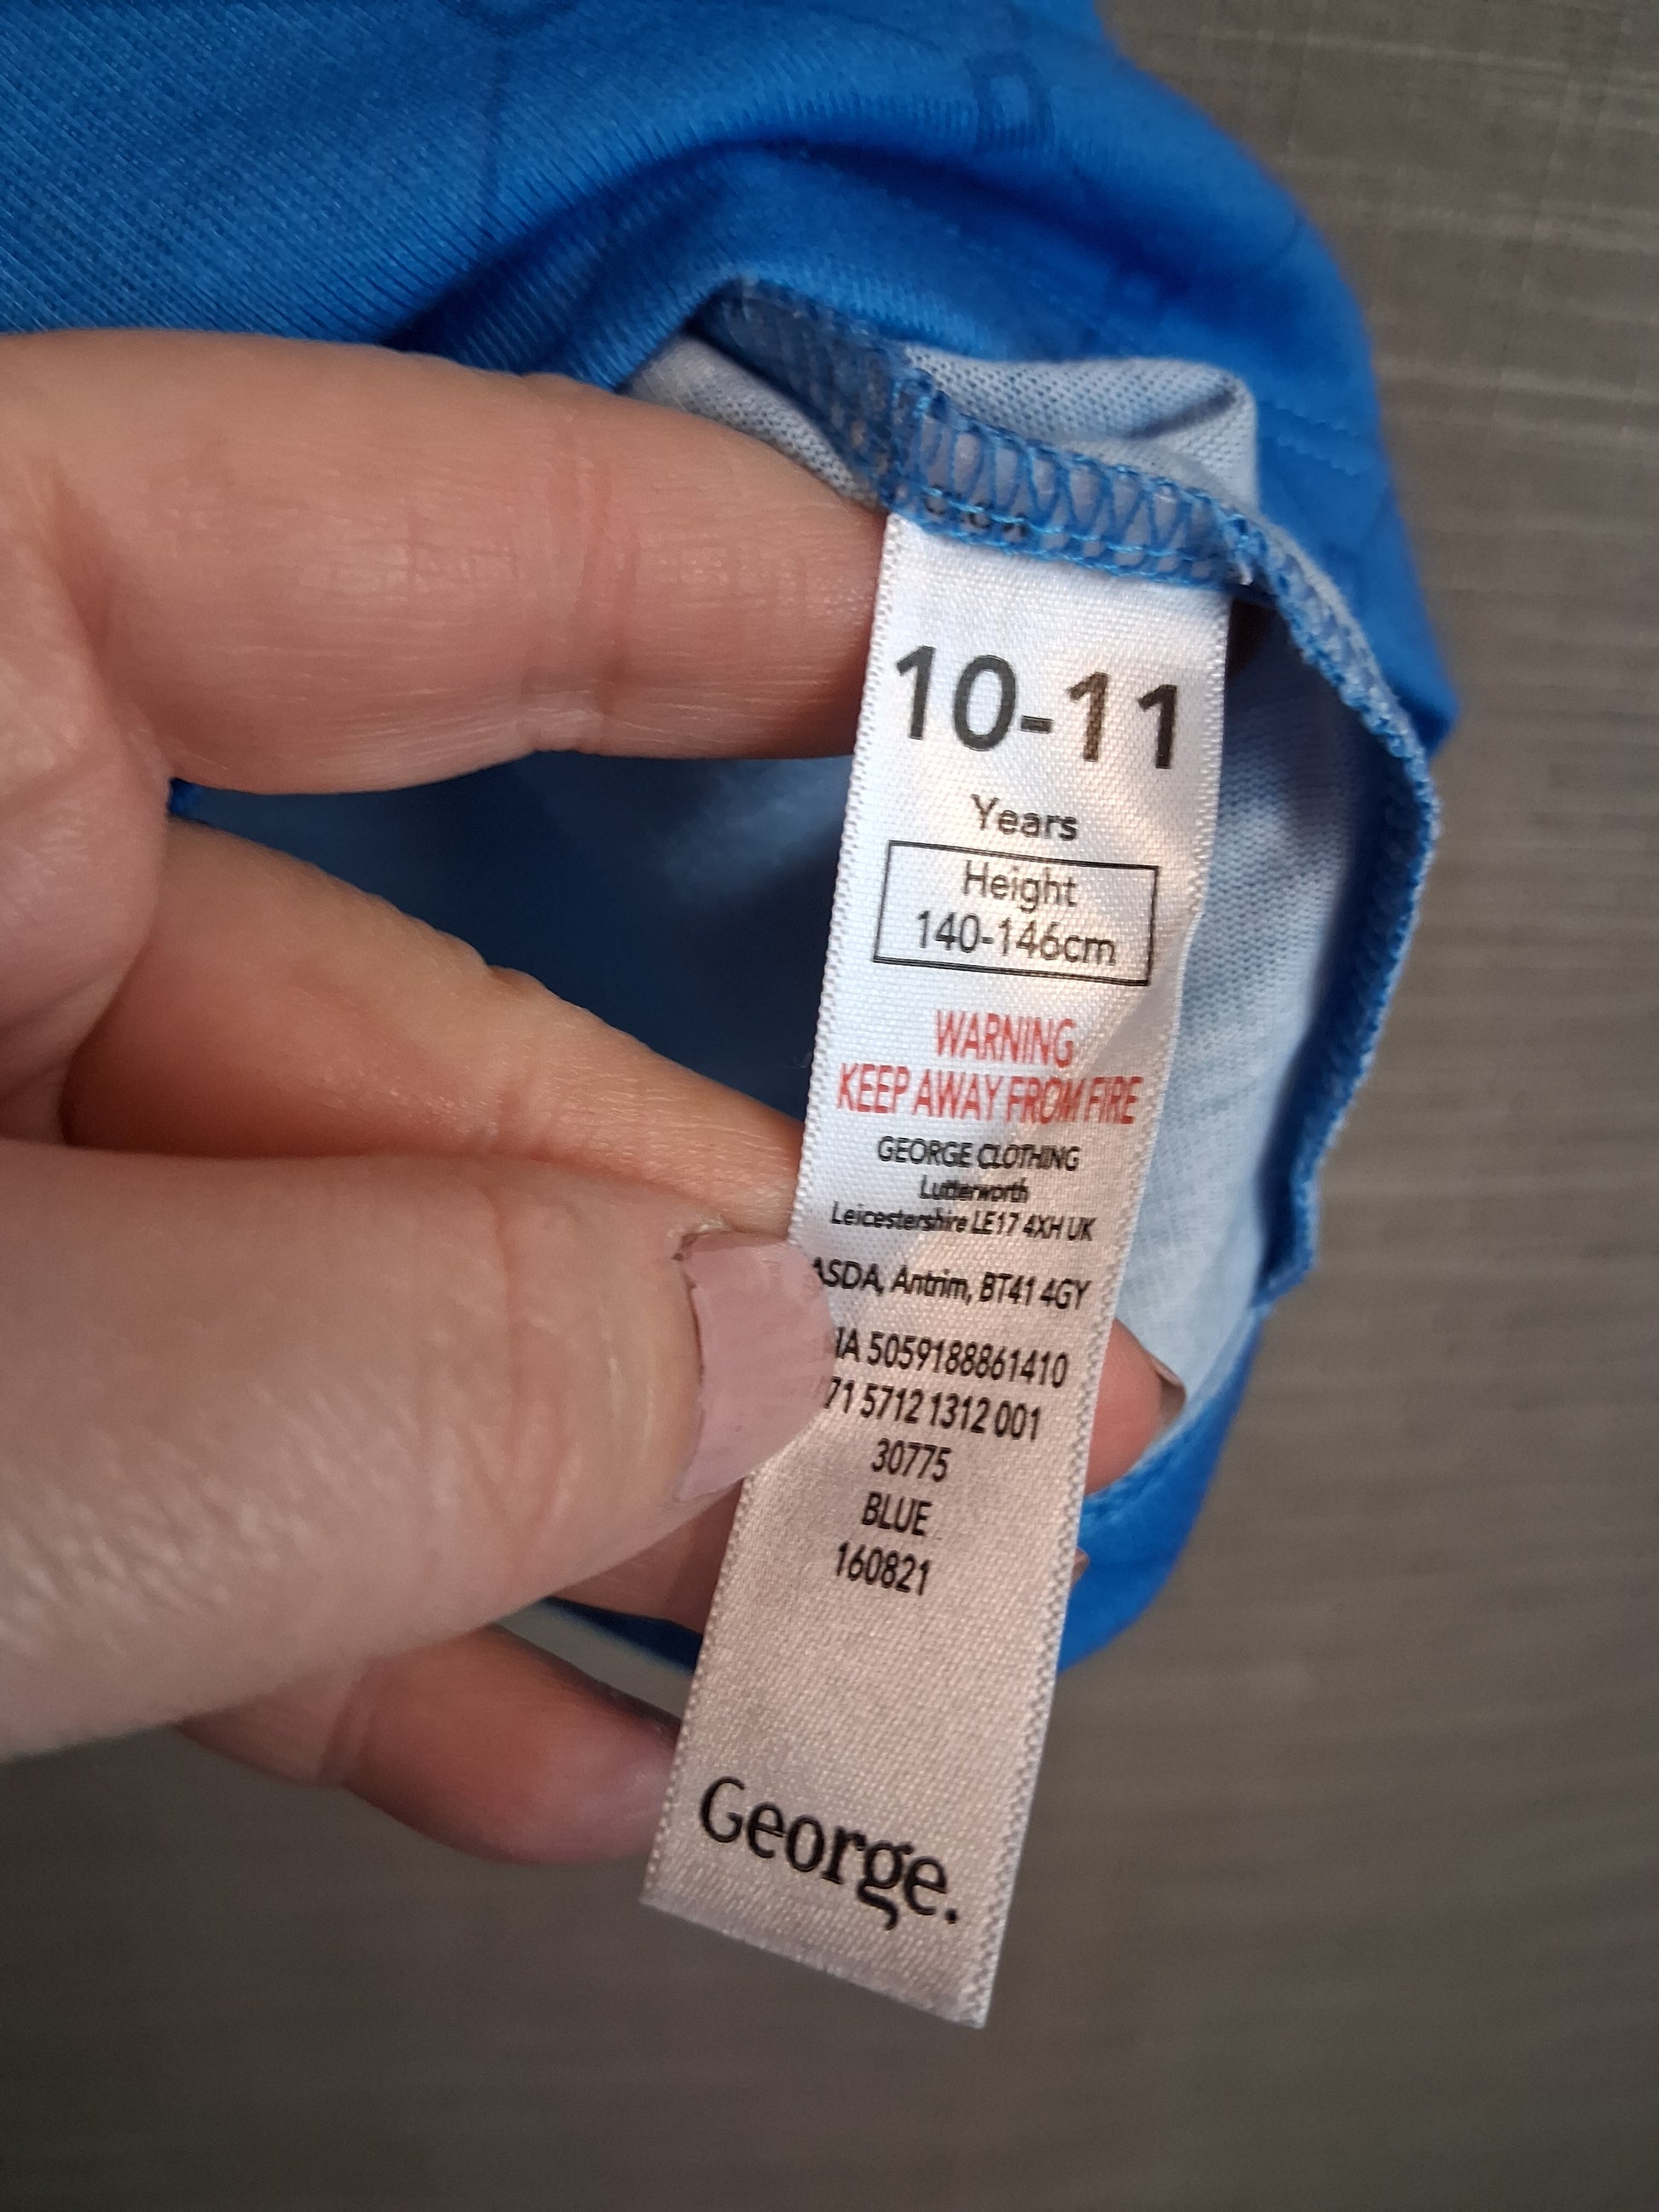 10-11
Years
Height
140-146cm
WARNING
KEEP AWAY FROM FIRE
GEORGE CLOTHING
Lutterworth
Leicestershire LE17 4XH UK
ASDA, Antrim, BT41 4GY
5059188861410
5712 1312 001
30775
BLUE
160821
George.